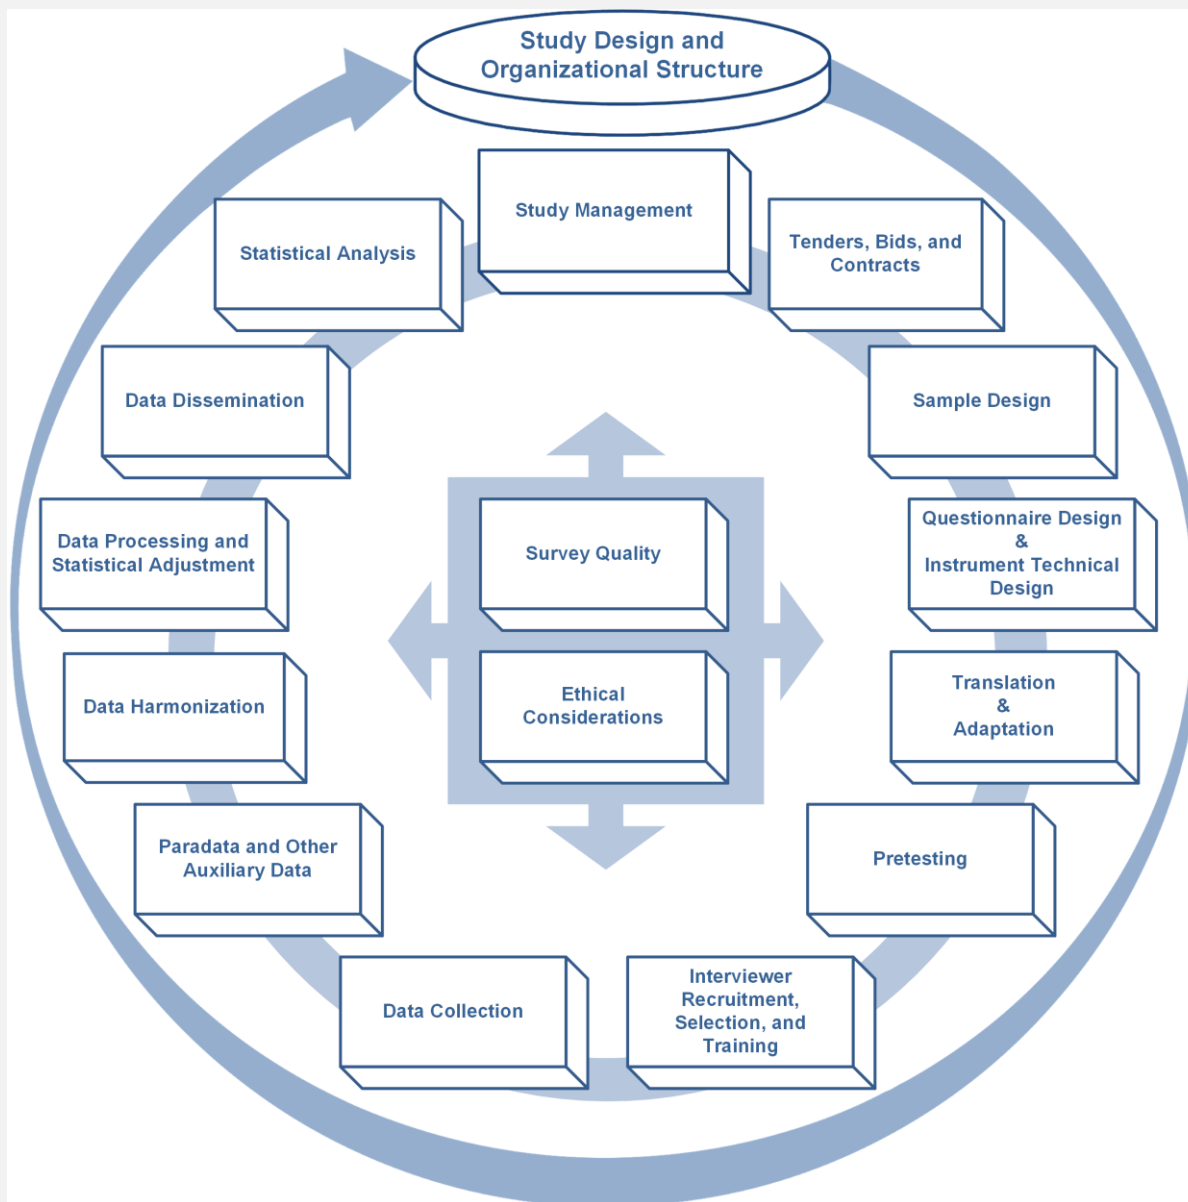 Study Design and
Organizational Structure
Study Management
Tenders, Bids, and
Contracts
Sample Design
Questionnaire Design
&
Instrument Technical
Design
Translation
&
Adaptation
Pretesting
Interviewer
Recruitment,
Selection, and
Training
Data Collection
Paradata and Other
Auxiliary Data
Data Harmonization
Data Processing and
Statistical Adjustment
Data Dissemination
Statistical Analysis
Survey Quality
Ethical
Considerations